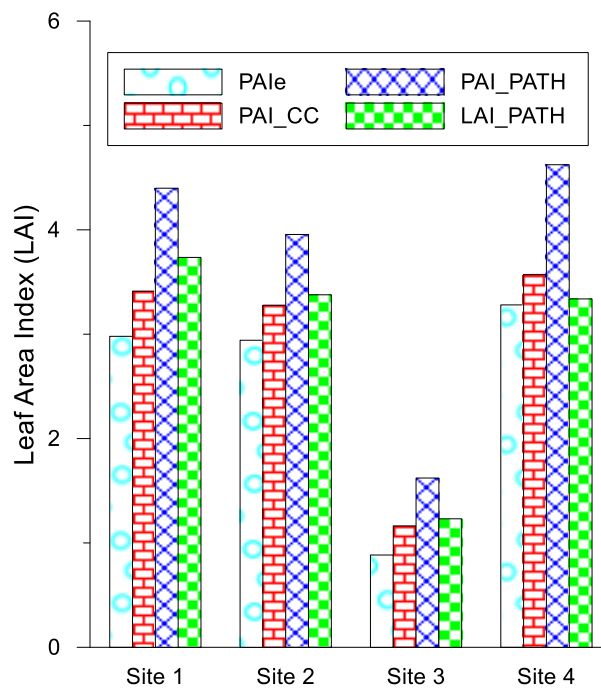 6
4
2
0
Leaf Area Index (LAI)
PAIe
PAI_PATH
PAI_CC
LAI_PATH
Site 1
Site 2
Site 3
Site 4